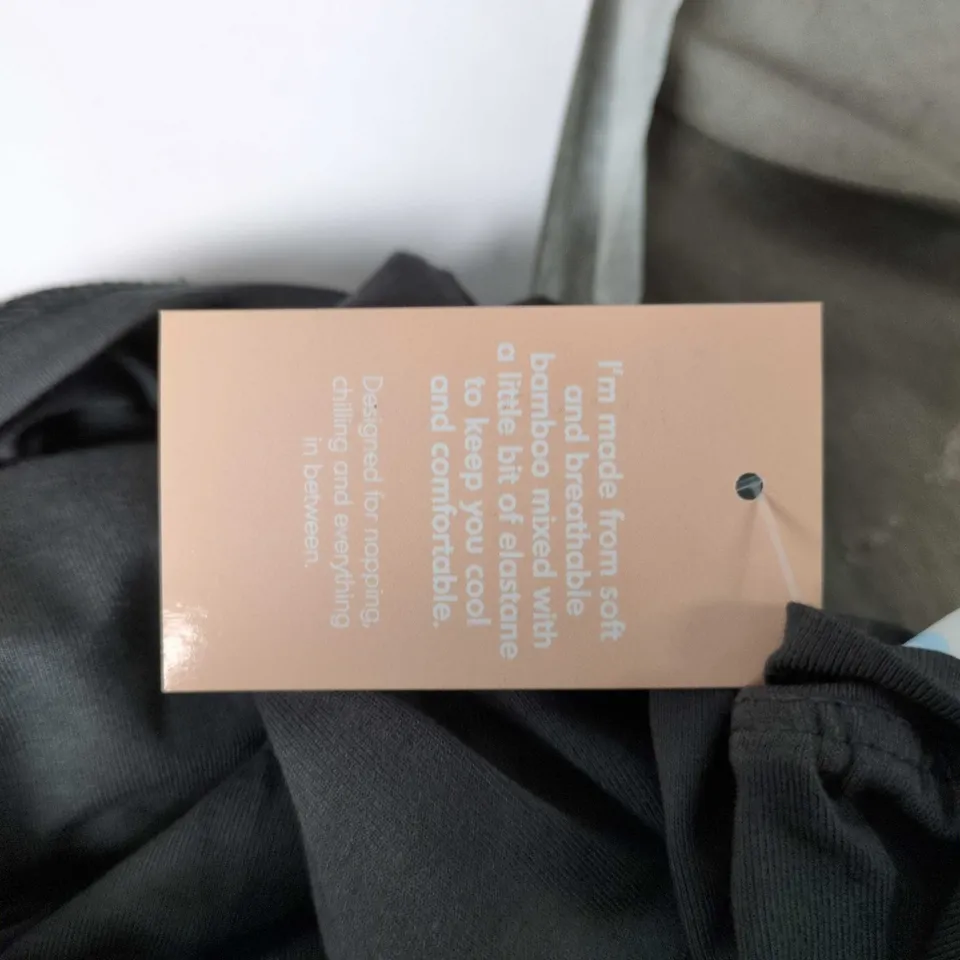 I'm made from soft
and breathable
bamboo mixed with
a little bit of elastane
to keep you cool
and comfortable.
Designed for napping,
chilling and everything
in between.